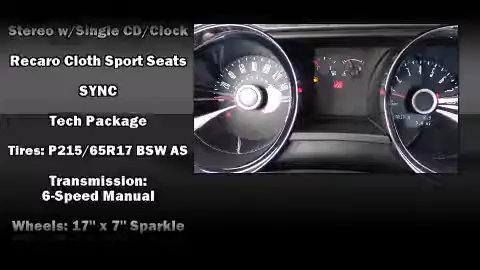 Stereo w/Single CD/Clock
Recaro Cloth Sport Seats
SYNC
Tech Package
Tires: P215/65R17 BSW AS
Transmission:
6-Speed Manual
Wheels: 17" x 7" Sparkle